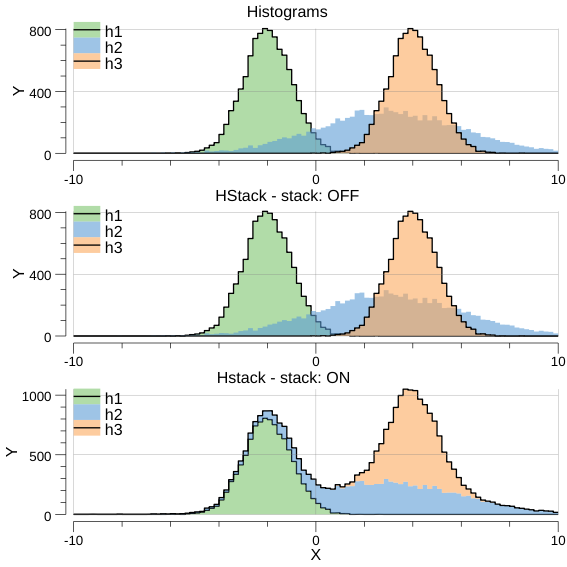 Histograms
h1
h2
h3
800
400
0
Y
-10
0
10
HStack - stack: OFF
h1
h2
h3
800
400
0
Y
-10
0
10
Hstack - stack: ON
h1
h2
h3
1000
500
0
Y
-10
0
10
X